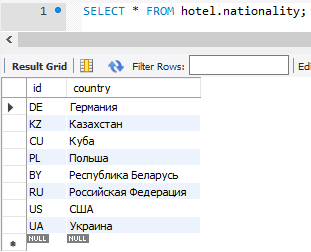 1 SELECT * FROM hotel.nationality;
Result Grid Filter Rows:
id country
DE Германия
KZ Казахстан
CU Куба
PL Польша
BY Республика Беларусь
RU Российская Федерация
US США
UA Украина
NULL NULL